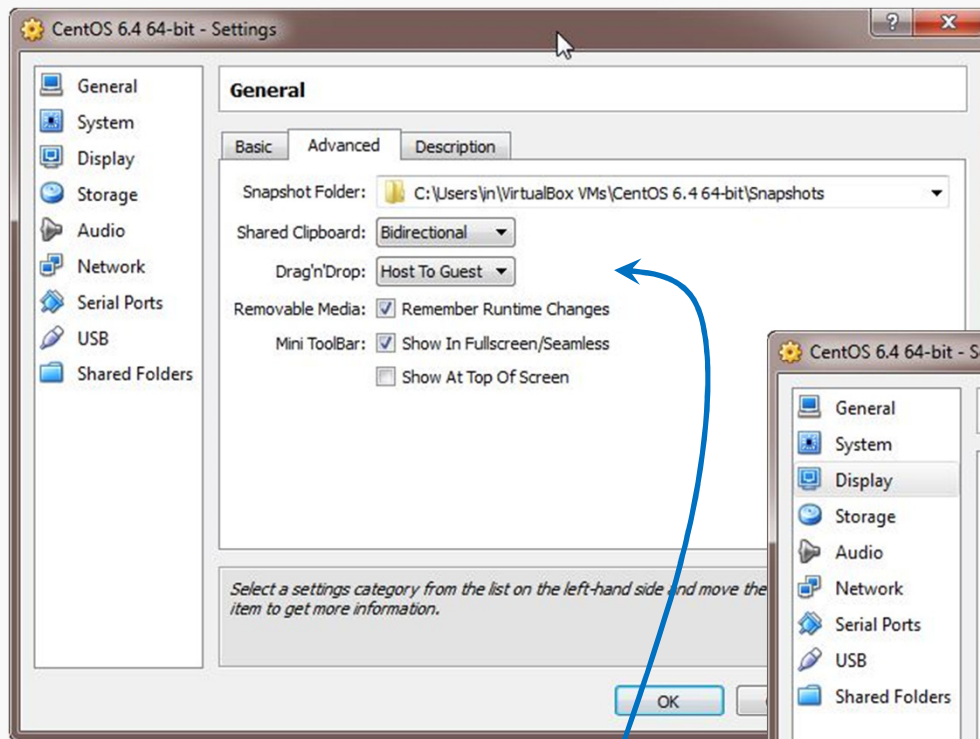 CentOS 6.4 64-bit - Settings
General
System
Display
Storage
Audio
Network
Serial Ports
USB
Shared Folders
General
Basic Advanced Description
Snapshot Folder: C:\Users\in\VirtualBox VMs\CentOS 6.4 64-bit\Snapshots
Shared Clipboard: Bidirectional
Drag'n'Drop: Host To Guest
Removable Media: Remember Runtime Changes
Mini ToolBar: Show In Fullscreen/Seamless
Show At Top Of Screen
Select a settings category from the list on the left-hand side and move the
item to get more information.
OK
CentOS 6.4 64-bit - S
General
System
Display
Storage
Audio
Network
Serial Ports
USB
Shared Folders